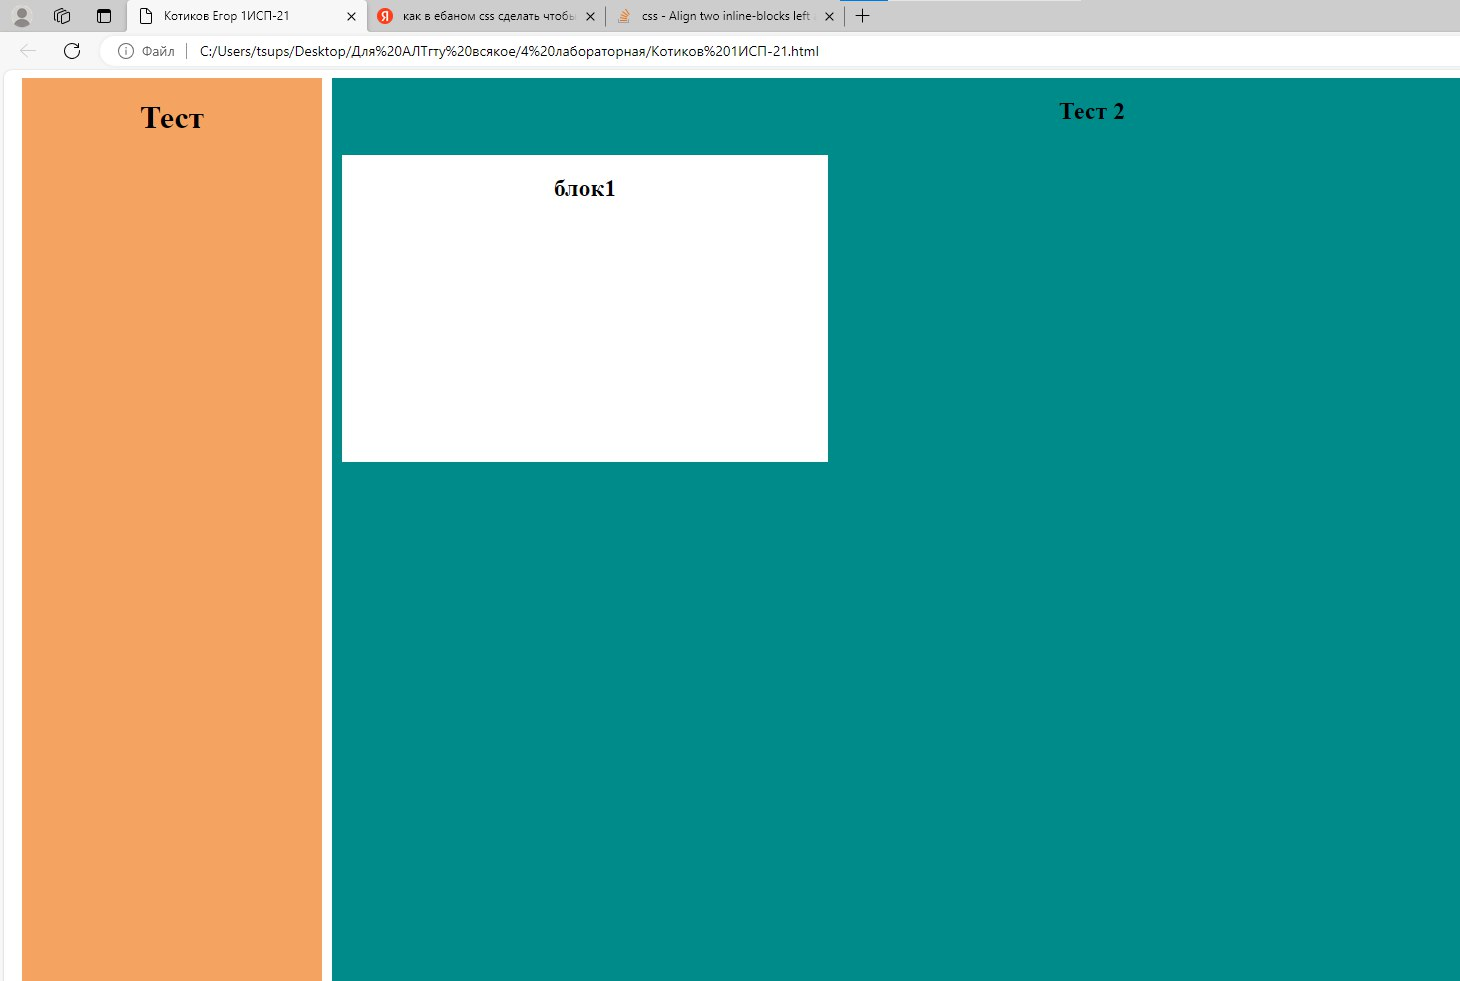 Котиков Егор 1ИСП-21
как в ебаном css сделать чтобы
css - Align two inline-blocks left
Файл
C:/Users/tsups/Desktop/Для%20АЛТгту%20всякое/4%20лабораторная/Котиков%201ИСП-21.html
Тест
Тест 2
блок1